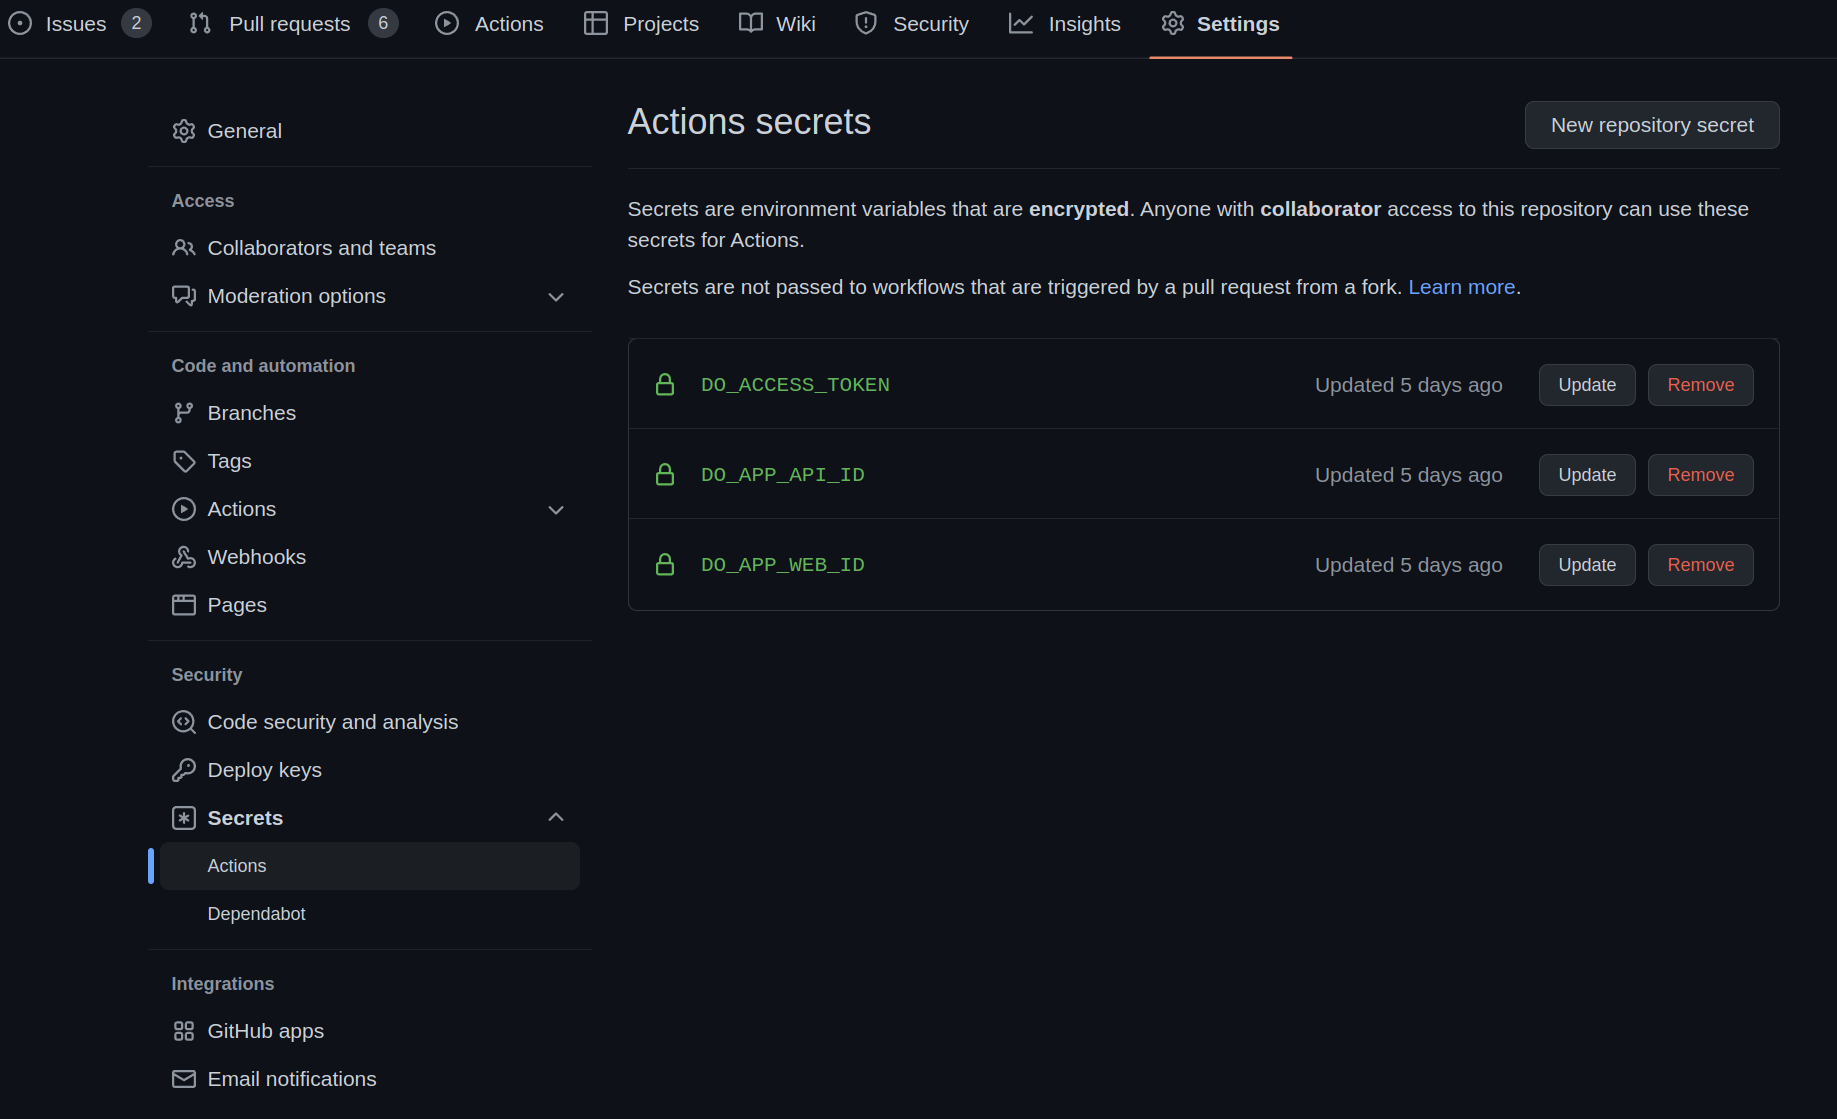 Issues 2 Pull requests 6 Actions Projects Wiki Security Insights Settings
General
Access
Collaborators and teams
Moderation options
Code and automation
Branches
Tags
Actions
Webhooks
Pages
Security
Code security and analysis
Deploy keys
Secrets
Actions
Dependabot
Integrations
GitHub apps
Email notifications
Actions secrets
New repository secret
Secrets are environment variables that are encrypted. Anyone with collaborator access to this repository can use these
secrets for Actions.
Secrets are not passed to workflows that are triggered by a pull request from a fork. Learn more.
DO_ACCESS_TOKEN Updated 5 days ago Update Remove
DO_APP_API_ID Updated 5 days ago Update Remove
DO_APP_WEB_ID Updated 5 days ago Update Remove